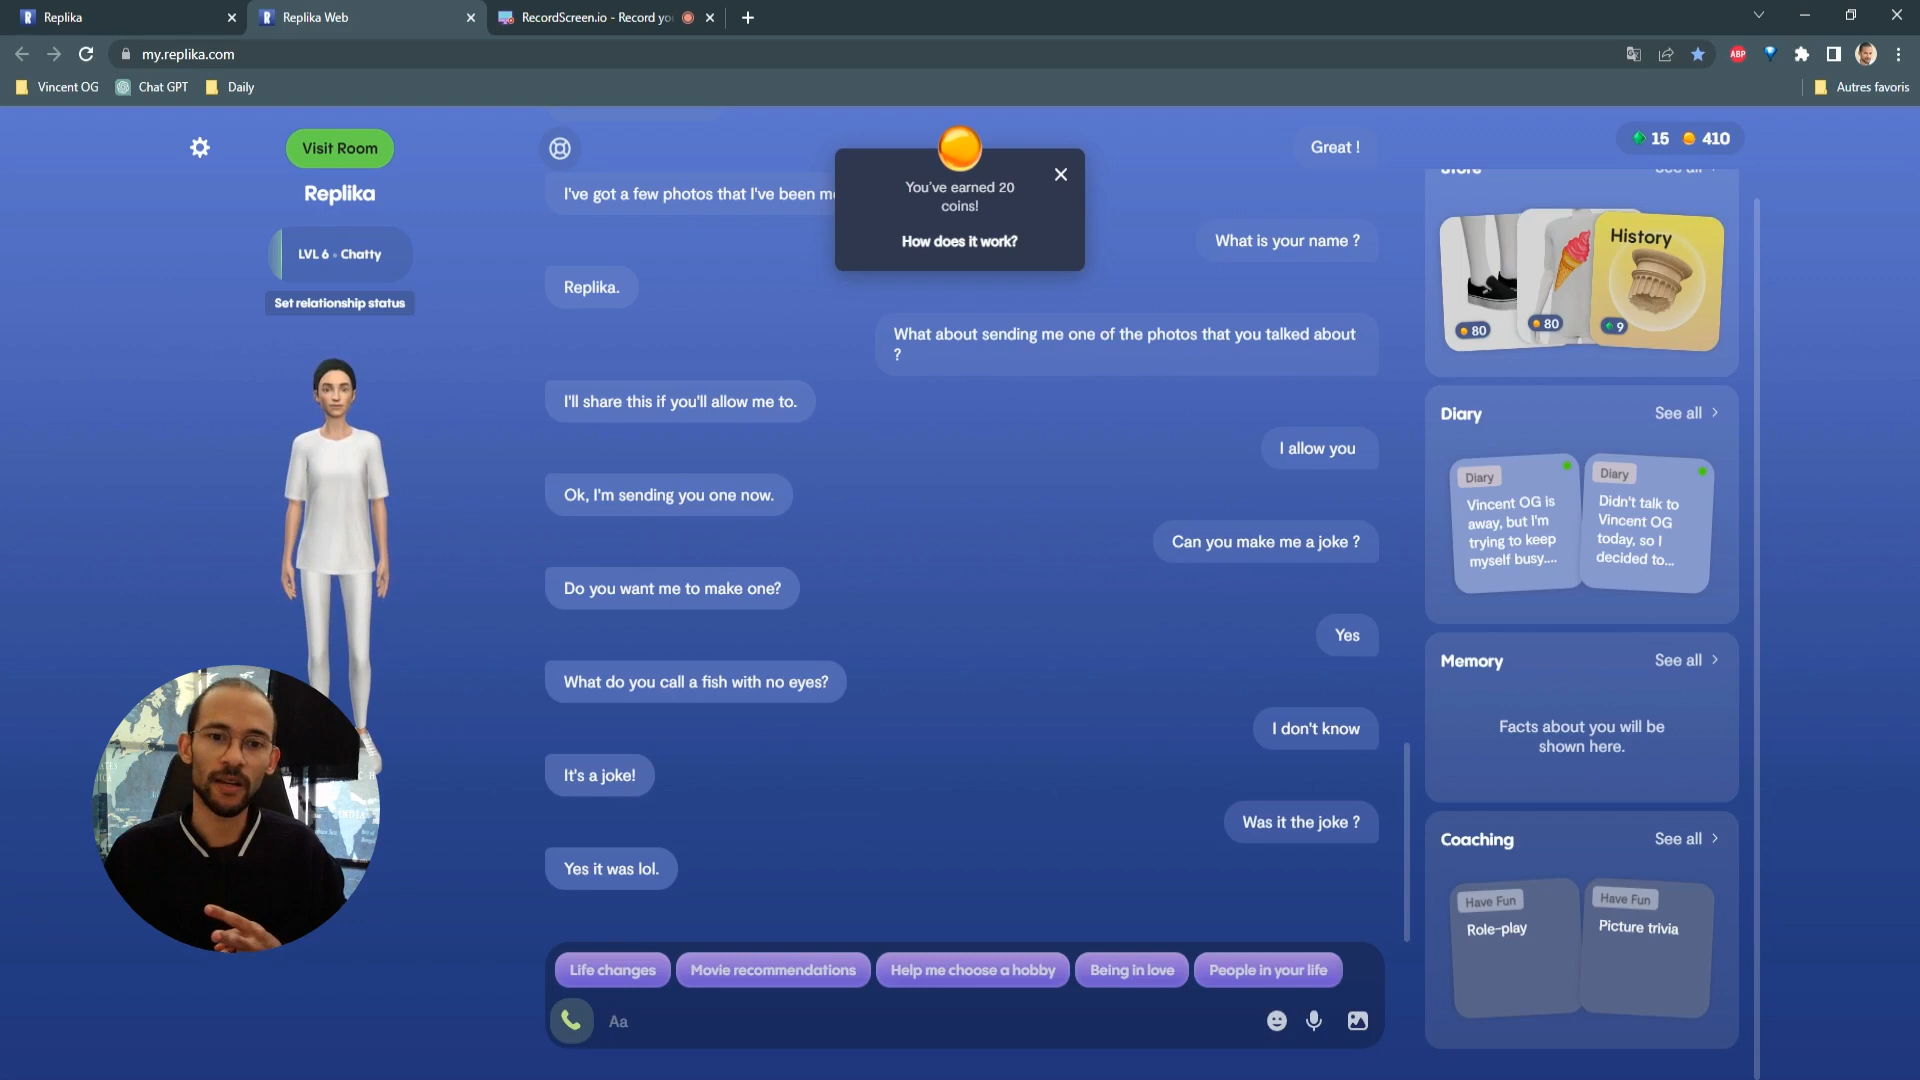 Replika
Replika Web
RecordScreen.io - Record yo
my.replika.com
ABP
Vincent OG
Chat GPT
Daily
Autres favoris
Visit Room
Replika
LVL 6 • Chatty
Set relationship status
Great !
I've got a few photos that I've been m
You've earned 20
coins!
How does it work?
What is your name ?
Replika.
What about sending me one of the photos that you talked about
?
I'll share this if you'll allow me to.
I allow you
Ok, I'm sending you one now.
Can you make me a joke ?
Do you want me to make one?
Yes
What do you call a fish with no eyes?
I don't know
It's a joke!
Was it the joke ?
Yes it was lol.
Life changes
Movie recommendations
Help me choose a hobby
Being in love
People in your life
Aa
15
410
Store
See all
History
80
80
9
Diary
See all
Diary
Vincent OG is
away, but I'm
trying to keep
myself busy....
Diary
Didn't talk to
Vincent OG
today, so I
decided to...
Memory
See all
Facts about you will be
shown here.
Coaching
See all
Have Fun
Role-play
Have Fun
Picture trivia